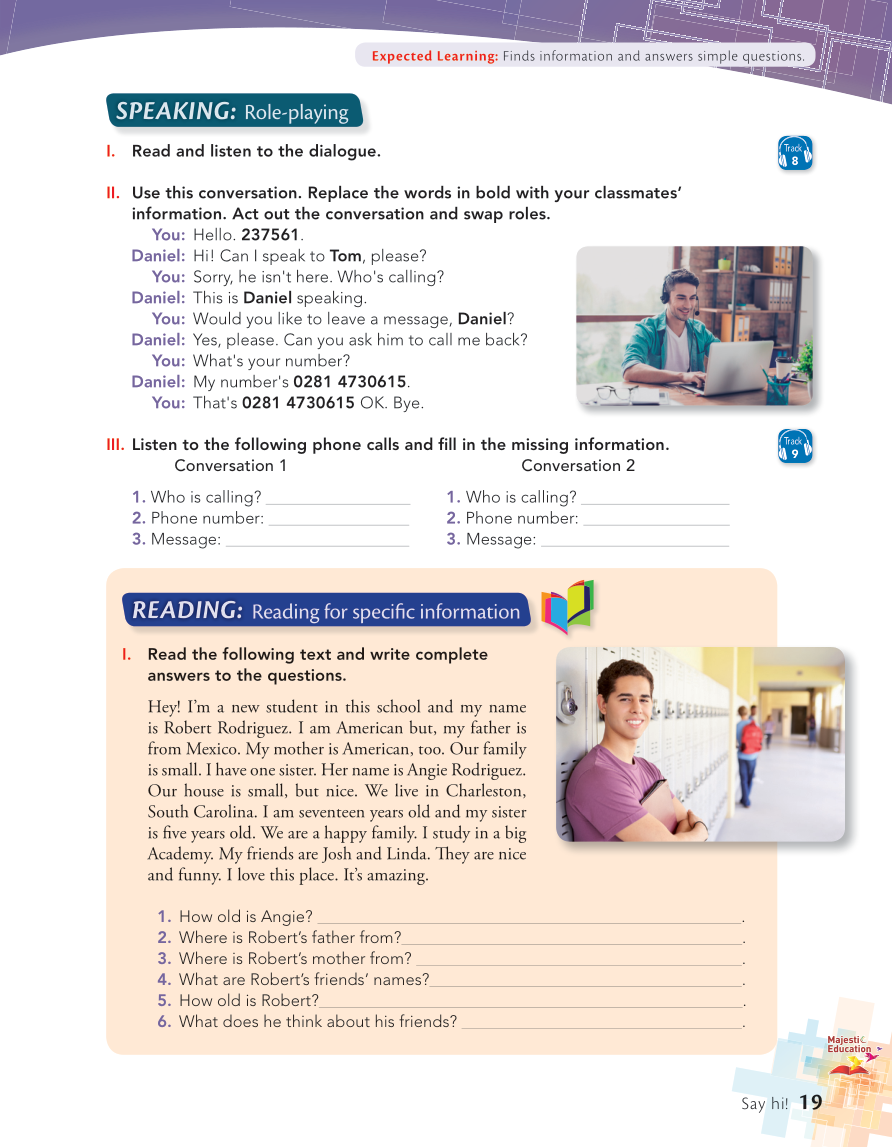 Expected Learning: Finds information and answers simple questions.
SPEAKING: Role-playing
I. Read and listen to the dialogue.
Track
8
II. Use this conversation. Replace the words in bold with your classmates'
information. Act out the conversation and swap roles.
You: Hello. 237561.
Daniel: Hi! Can I speak to Tom, please?
You: Sorry, he isn't here. Who's calling?
Daniel: This is Daniel speaking.
You: Would you like to leave a message, Daniel?
Daniel: Yes, please. Can you ask him to call me back?
You: What's your number?
Daniel: My number's 0281 4730615.
You: That's 0281 4730615 OK. Bye.
III. Listen to the following phone calls and fill in the missing information.
Track
9
Conversation 1 Conversation 2
1. Who is calling? ________ 1. Who is calling? ________
2. Phone number: ________ 2. Phone number: ________
3. Message: ________ 3. Message: ________
READING: Reading for specific information
I. Read the following text and write complete
answers to the questions.
Hey! I'm a new student in this school and my name
is Robert Rodriguez. I am American but, my father is
from Mexico. My mother is American, too. Our family
is small. I have one sister. Her name is Angie Rodriguez.
Our house is small, but nice. We live in Charleston,
South Carolina. I am seventeen years old and my sister
is five years old. We are a happy family. I study in a big
Academy. My friends are Josh and Linda. They are nice
and funny. I love this place. It's amazing.
1. How old is Angie? ________.
2. Where is Robert's father from?________.
3. Where is Robert's mother from? ________.
4. What are Robert's friends' names?________.
5. How old is Robert?________.
6. What does he think about his friends? ________.
Majestic
Education
Say hi! 19